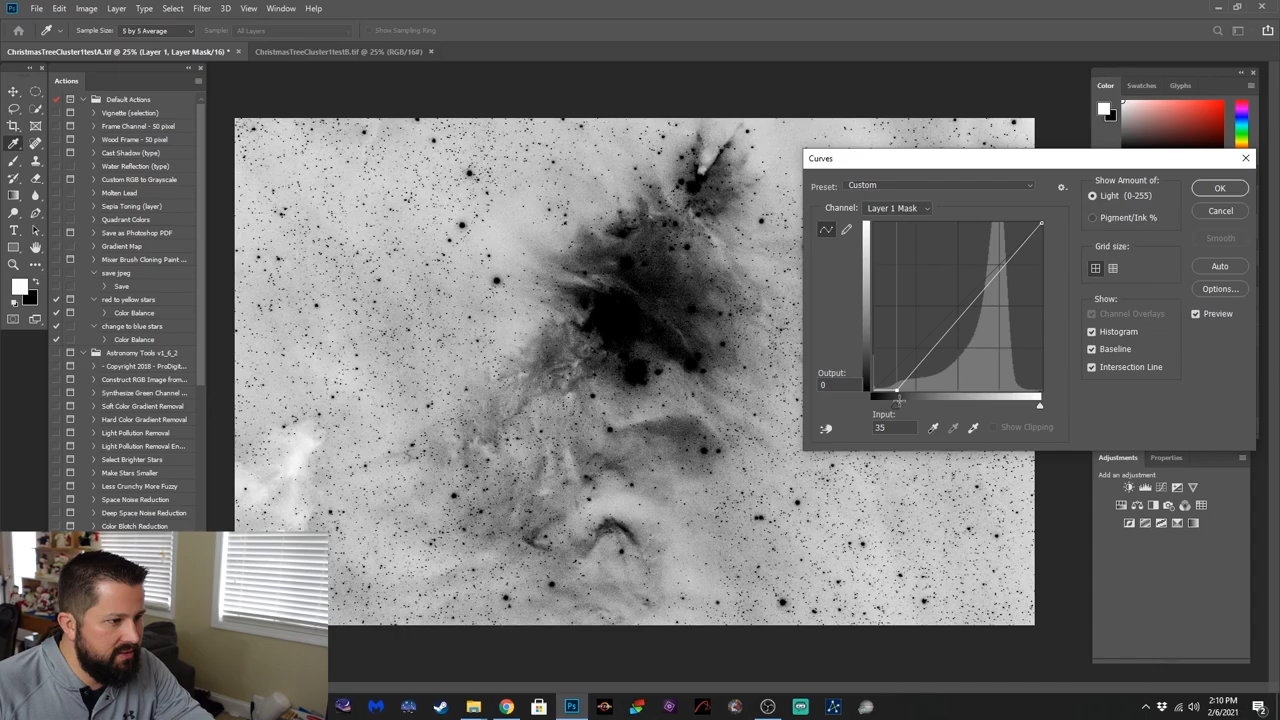 Ps File Edit Image Layer Type Select Filter 3D View Window Help
Sample Size: 5 by 5 Average Sample: All Layers Show Sampling Ring
ChristmasTreeCluster1testA.tif @ 25% (Layer 1, Layer Mask/16) * × ChristmasTreeCluster1testB.tif @ 25% (RGB/16#) ×
Actions
Default Actions
Vignette (selection)
Frame Channel - 50 pixel
Wood Frame - 50 pixel
Cast Shadow (type)
Water Reflection (type)
Custom RGB to Grayscale
Molten Lead
Sepia Toning (layer)
Quadrant Colors
Save as Photoshop PDF
Gradient Map
Mixer Brush Cloning Paint ...
save jpeg
Save
red to yellow stars
Color Balance
change to blue stars
Color Balance
Astronomy Tools v1_6_2
- Copyright 2018 - ProDigit...
Construct RGB Image from...
Synthesize Green Channel ...
Soft Color Gradient Removal
Hard Color Gradient Removal
Light Pollution Removal
Light Pollution Removal En...
Select Brighter Stars
Make Stars Smaller
Less Crunchy More Fuzzy
Space Noise Reduction
Deep Space Noise Reduction
Color Blotch Reduction
Color Swatches Glyphs
Curves
Preset: Custom
Channel: Layer 1 Mask
Output:
0
Input:
35
Show Clipping
Show Amount of:
Light (0-255)
Pigment/Ink %
Grid size:
Show:
Channel Overlays
Histogram
Baseline
Intersection Line
OK
Cancel
Smooth
Auto
Options...
Preview
Adjustments Properties
Add an adjustment
2:10 PM
2/6/2021